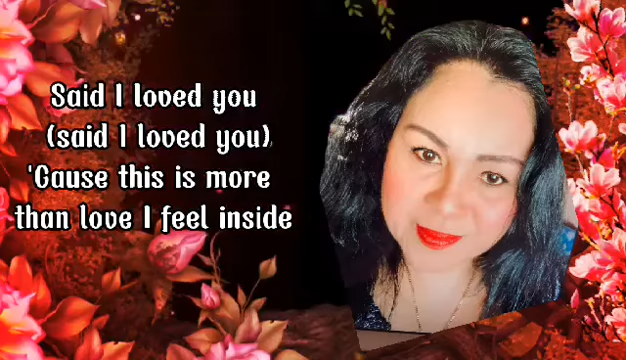 Said I loved you
(said I loved you)
'Cause this is more
than love I feel inside